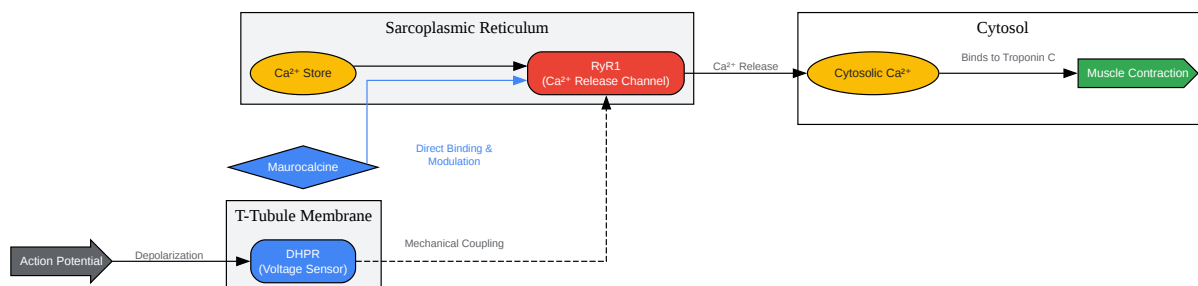 Sarcoplasmic Reticulum
Cytosol
Ca²⁺ Store
RyR1
(Ca²⁺ Release Channel)
Ca²⁺ Release
Cytosolic Ca²⁺
Binds to Troponin C
Muscle Contraction
Maurocalcine
Direct Binding &
Modulation
T-Tubule Membrane
Action Potential
Depolarization
DHPR
(Voltage Sensor)
Mechanical Coupling